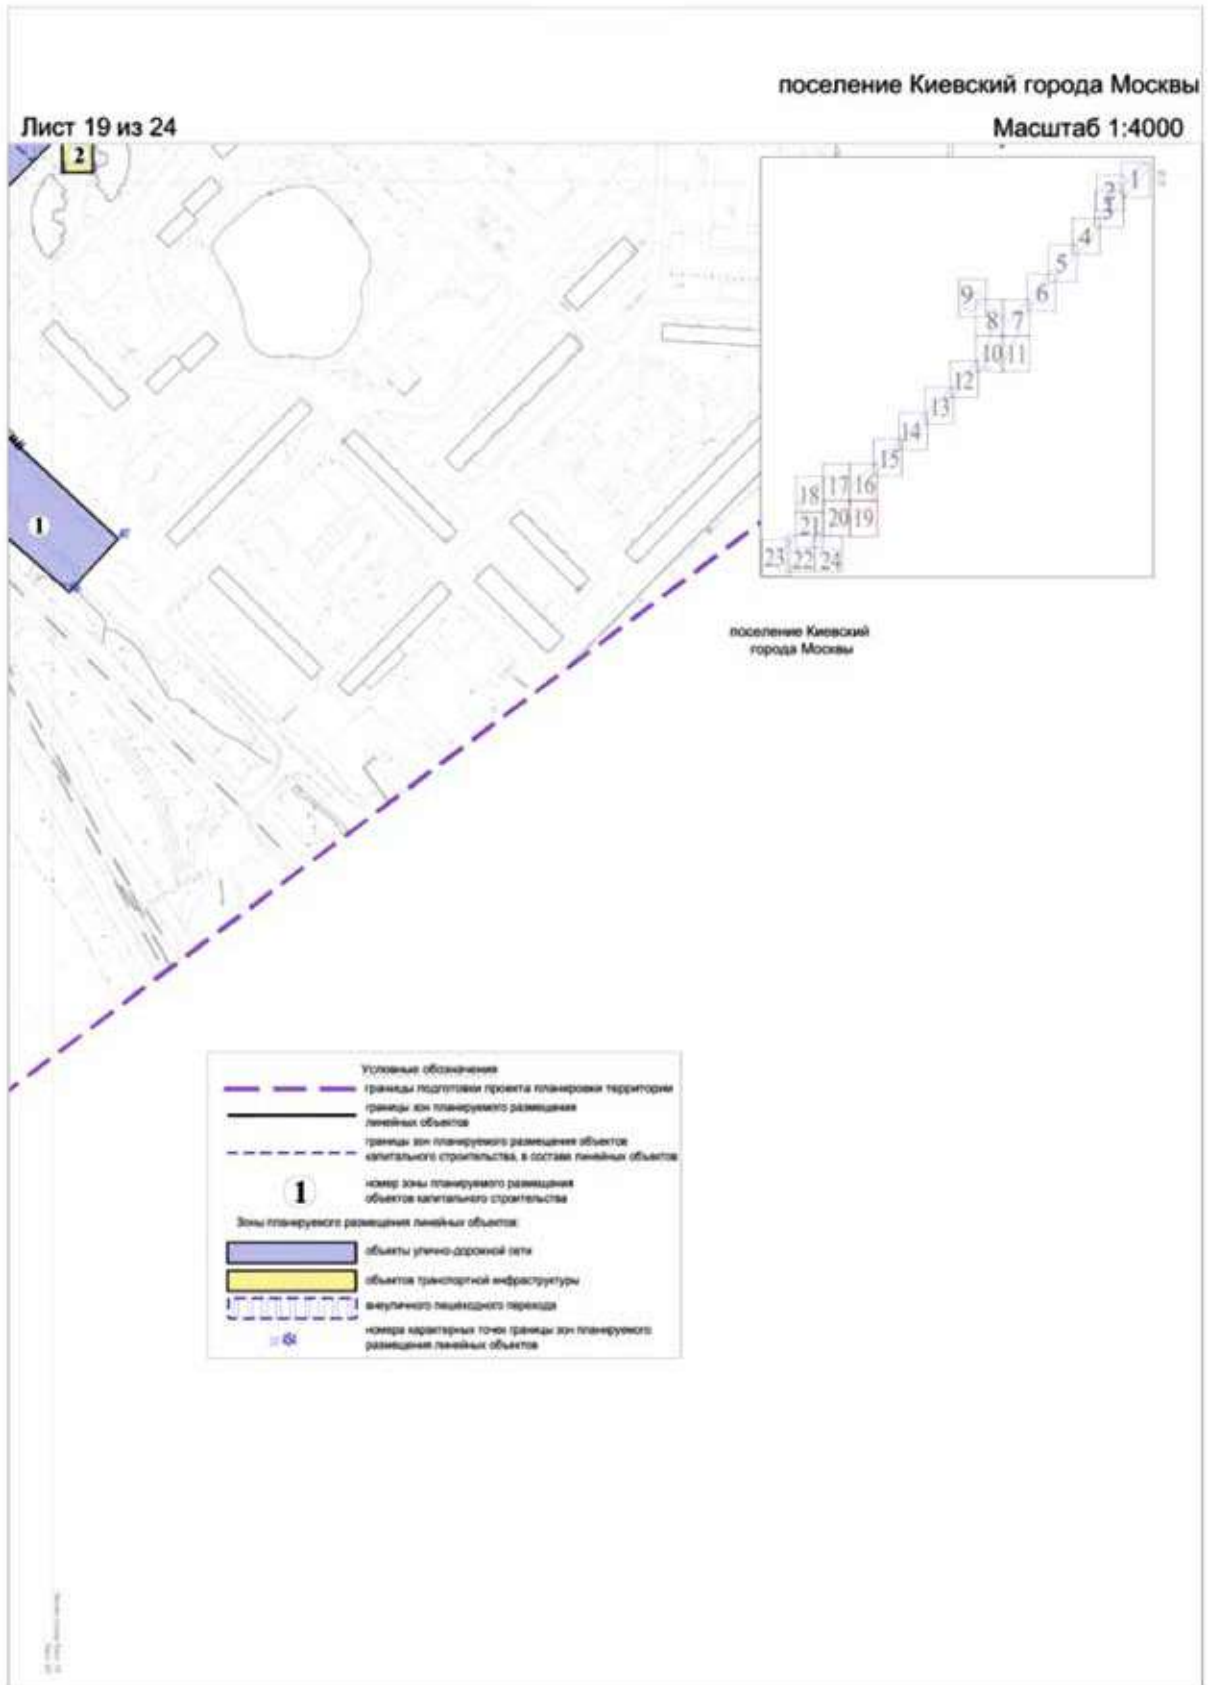 поселение Киевский города Москвы
Лист 19 из 24
Масштаб 1:4000
2
1
1
2
3
4
5
6
9
8
7
10
11
12
13
14
15
18
17
16
21
20
19
23
22
24
поселение Киевский
города Москвы
Условные обозначения
границы подготовки проекта планировки территории
границы зон планируемого размещения
линейных объектов
границы зон планируемого размещения объектов
капитального строительства, в составе линейных объектов
1
номер зоны планируемого размещения
объектов капитального строительства
Зоны планируемого размещения линейных объектов:
объекты улично-дорожной сети
объектов транспортной инфраструктуры
внеуличного пешеходного перехода
номера характерных точек границы зон планируемого
размещения линейных объектов